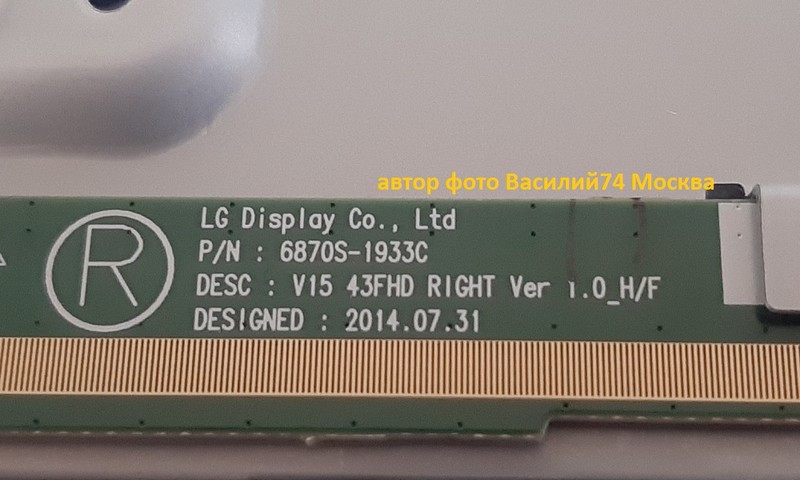 автор фото Василий74 Москва
R
LG Display Co., Ltd
P/N : 6870S-1933C
DESC : V15 43FHD RIGHT Ver 1.0_H/F
DESIGNED : 2014.07.31